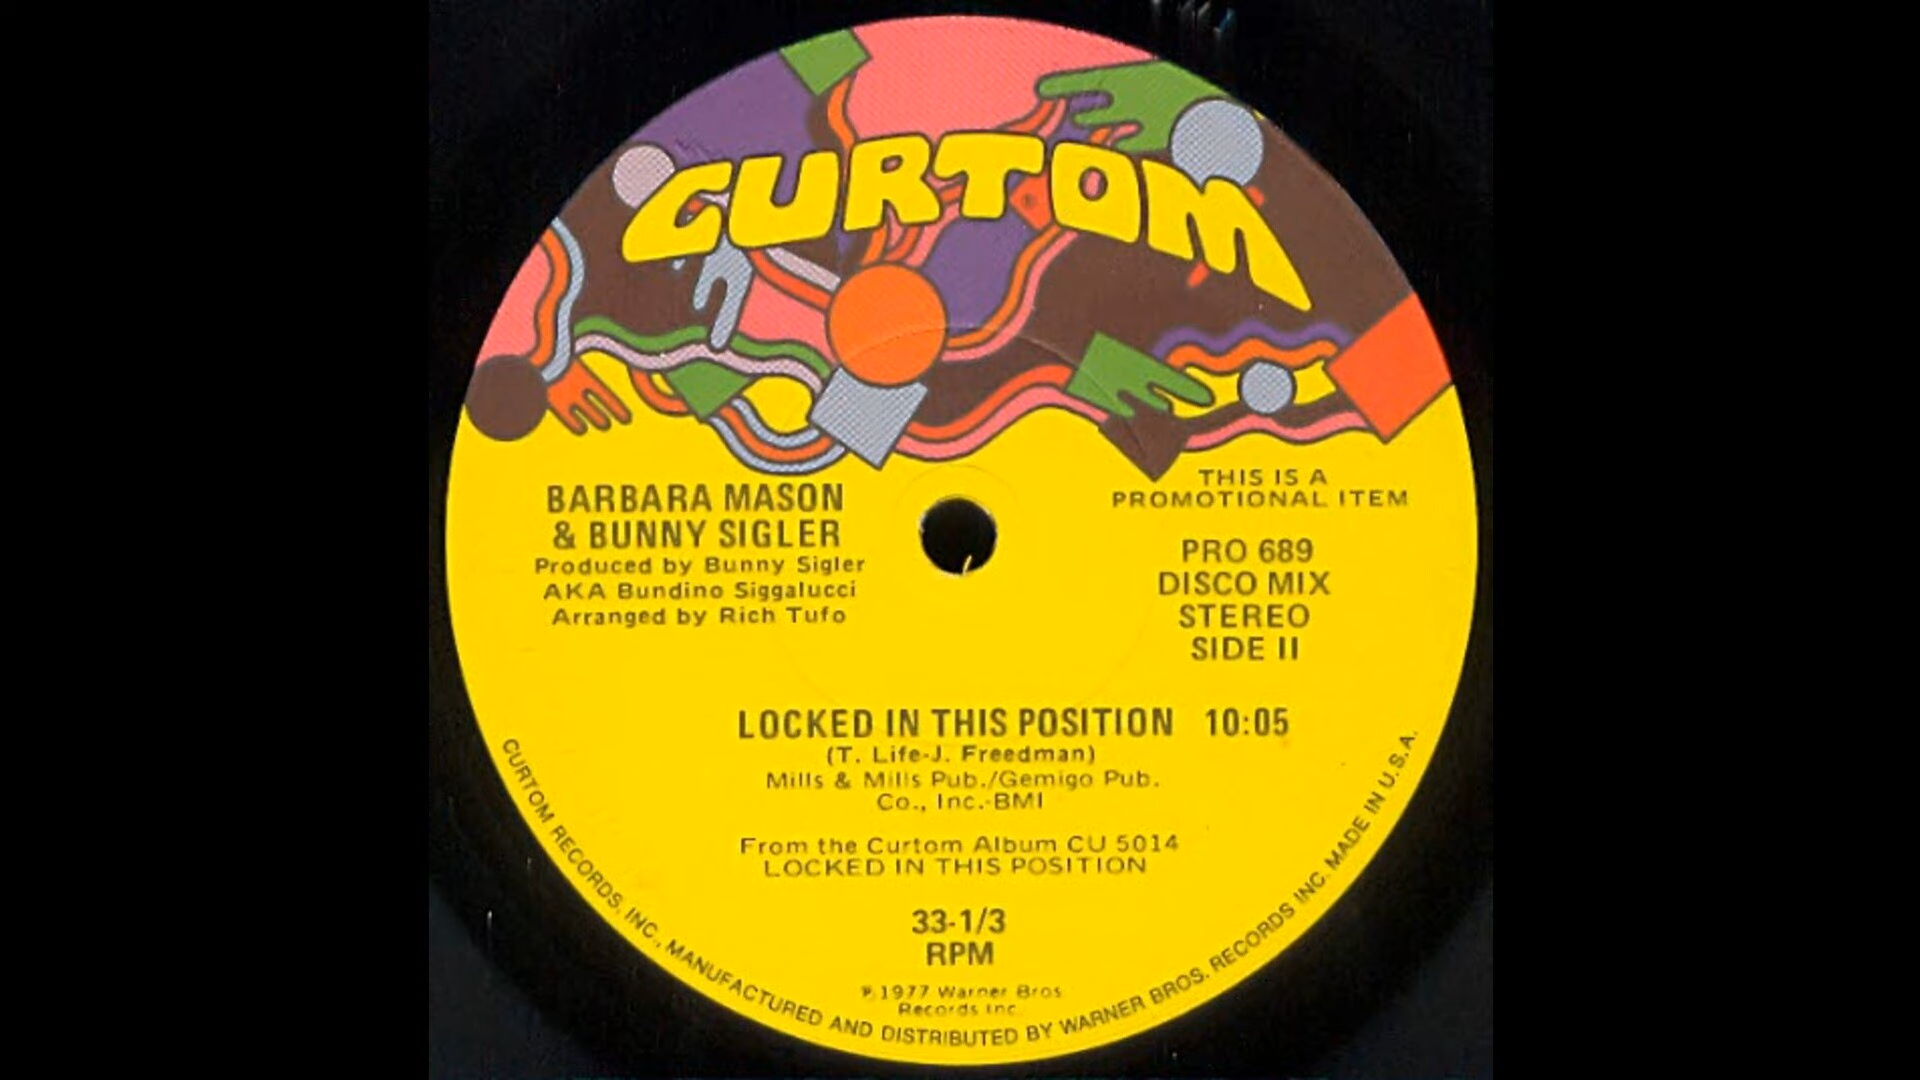 CURTOM
BARBARA MASON
& BUNNY SIGLER
Produced by Bunny Sigler
AKA Bundino Siggalucci
Arranged by Rich Tufo
THIS IS A
PROMOTIONAL ITEM
PRO 689
DISCO MIX
STEREO
SIDE II
LOCKED IN THIS POSITION 10:05
(T. Life-J. Freedman)
Mills & Mills Pub./Gemigo Pub.
Co., Inc.-BMI
From the Curtom Album CU 5014
LOCKED IN THIS POSITION
33-1/3
RPM
℗ 1977 Warner Bros.
Records Inc.
CURTOM RECORDS, INC., MANUFACTURED AND DISTRIBUTED BY WARNER BROS. RECORDS INC. MADE IN U.S.A.